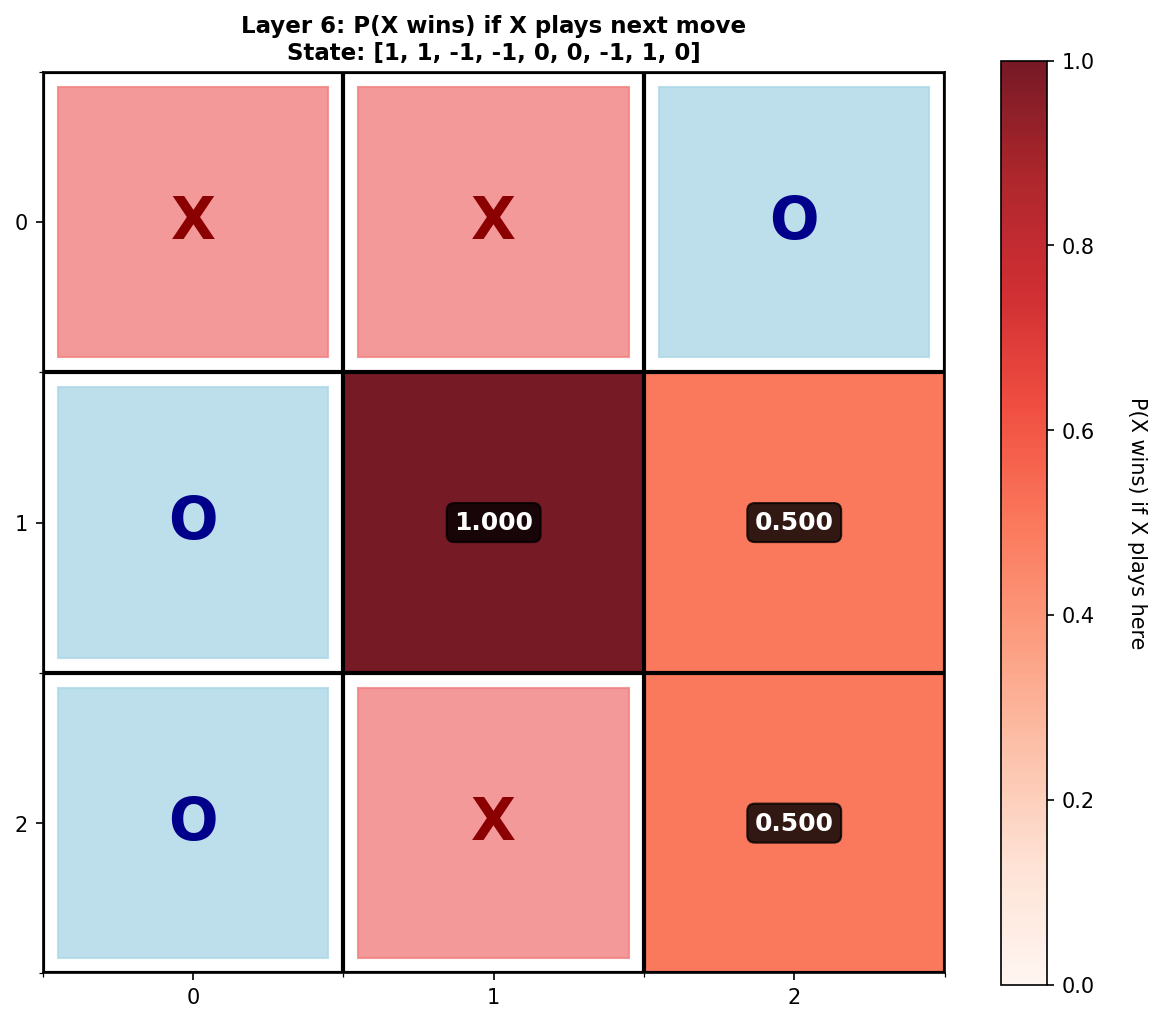 Layer 6: P(X wins) if X plays next move
State: [1, 1, -1, -1, 0, 0, -1, 1, 0]
X
X
O
O
1.000
0.500
O
X
0.500
0
1
2
0
1
2
1.0
0.8
0.6
0.4
0.2
0.0
P(X wins) if X plays here